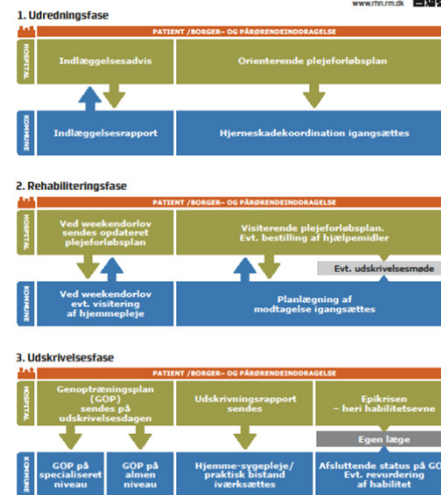 www.rhn.rm.dk
1. Udredningsfase
PATIENT /BORGER- OG PÅRØRENDEINDDRAGELSE
HOSPITAL
Indlæggelsesadvis
Orienterende plejeforløbsplan
KOMMUNE
Indlæggelsesrapport
Hjerneskadekoordination igangsættes
2. Rehabiliteringsfase
PATIENT /BORGER- OG PÅRØRENDEINDDRAGELSE
HOSPITAL
Ved weekendorlov
sendes opdateret
plejeforløbsplan
Visiterende plejeforløbsplan.
Evt. bestilling af hjælpemidler
Evt. udskrivelsesmøde
KOMMUNE
Ved weekendorlov
evt. visitering
af hjemmepleje
Planlægning af
modtagelse igangsættes
3. Udskrivelsesfase
PATIENT /BORGER- OG PÅRØRENDEINDDRAGELSE
HOSPITAL
Genoptræningsplan
(GOP)
sendes på
udskrivelsesdagen
Udskrivningsrapport
sendes
Epikrisen
– heri habilitetsevne
Egen læge
KOMMUNE
GOP på
specialiseret
niveau
GOP på
almen
niveau
Hjemme-sygepleje/
praktisk bistand
iværksættes
Afsluttende status på GO
Evt. revurdering
af habilitet